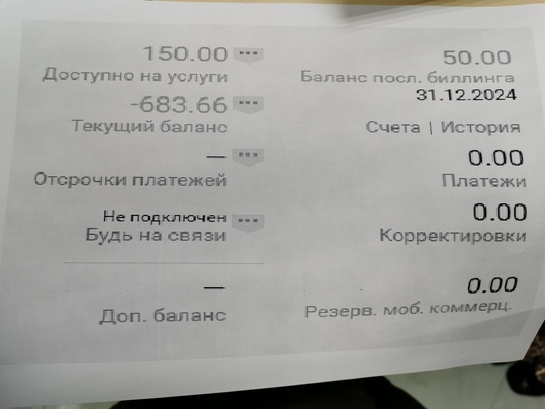 150.00 ...
Доступно на услуги
-683.66 ...
Текущий баланс
— ...
Отсрочки платежей
Не подключен ...
Будь на связи
—
Доп. баланс
50.00
Баланс посл. биллинга
31.12.2024
Счета | История
0.00
Платежи
0.00
Корректировки
0.00
Резерв. моб. коммерц.